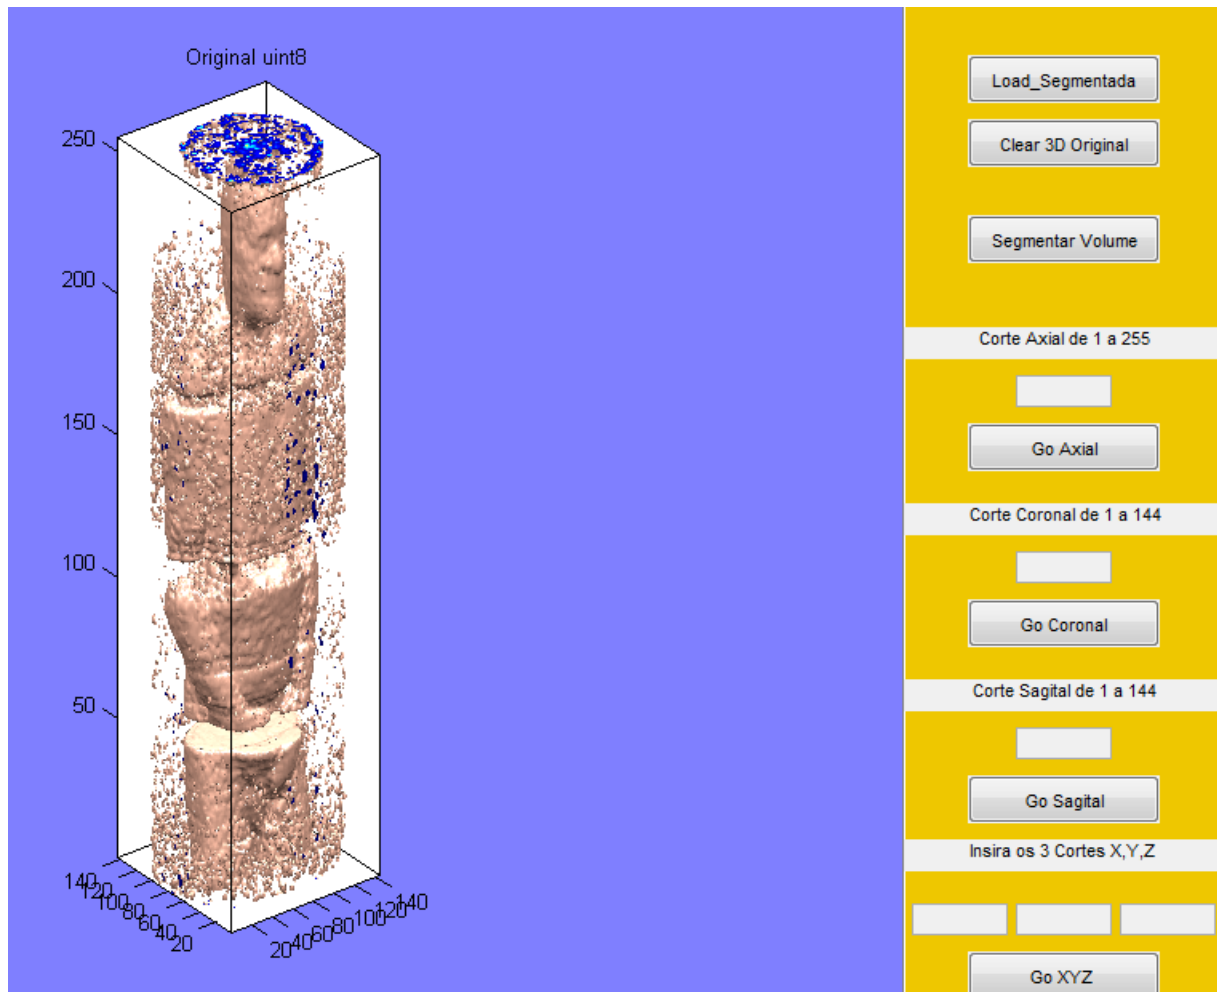 Original uint8
250
200
150
100
50
140
120
100
80
60
40
20
20
40
60
80
100
120
140
Load_Segmentada
Clear 3D Original
Segmentar Volume
Corte Axial de 1 a 255
Go Axial
Corte Coronal de 1 a 144
Go Coronal
Corte Sagital de 1 a 144
Go Sagital
Insira os 3 Cortes X,Y,Z
Go XYZ